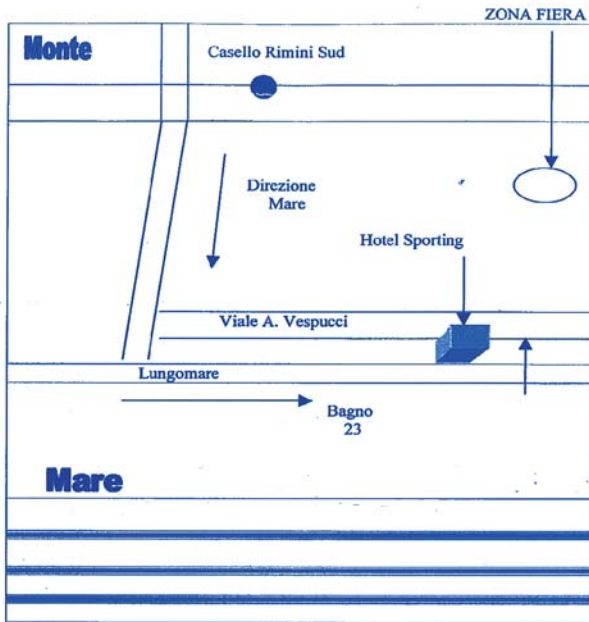 ZONA FIERA
Monte
Casello Rimini Sud
Direzione
Mare
Hotel Sporting
Viale A. Vespucci
Lungomare
Bagno
23
Mare